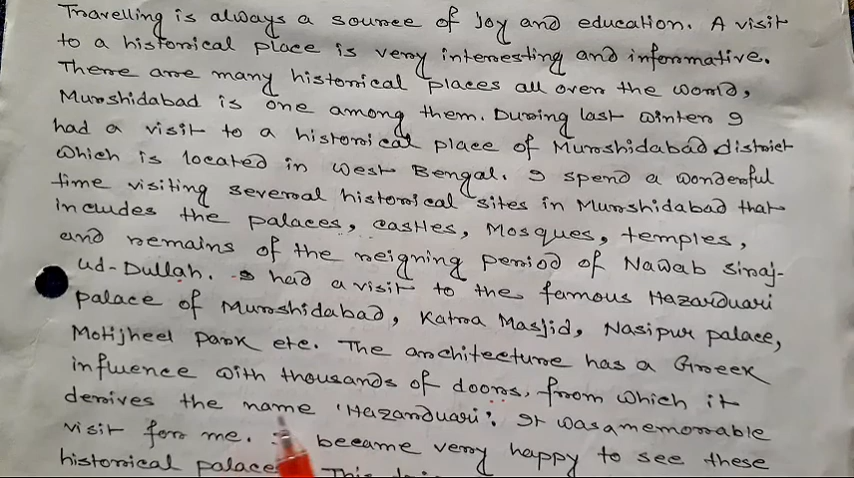 Travelling is always a source of Joy and education. A visit
to a historical place is very interesting and informative.
There are many historical places all over the world,
Murshidabad is one among them. During last winter I
had a visit to a historical place of Murshidabad district
which is located in West Bengal. I spend a wonderful
time visiting several historical sites in Murshidabad that
includes the palaces, castles, Mosques, temples,
and remains of the reigning period of Nawab siraj-
ud-Dullah. I had a visit to the famous Hazarduari
palace of Murshidabad, Katra Masjid, Nasipur palace,
Motijheel Park etc. The architecture has a Greek
influence with thousands of doors, from which it
derives the name 'Hazarduari'. It was a memorable
visit for me. I became very happy to see these
historical palace